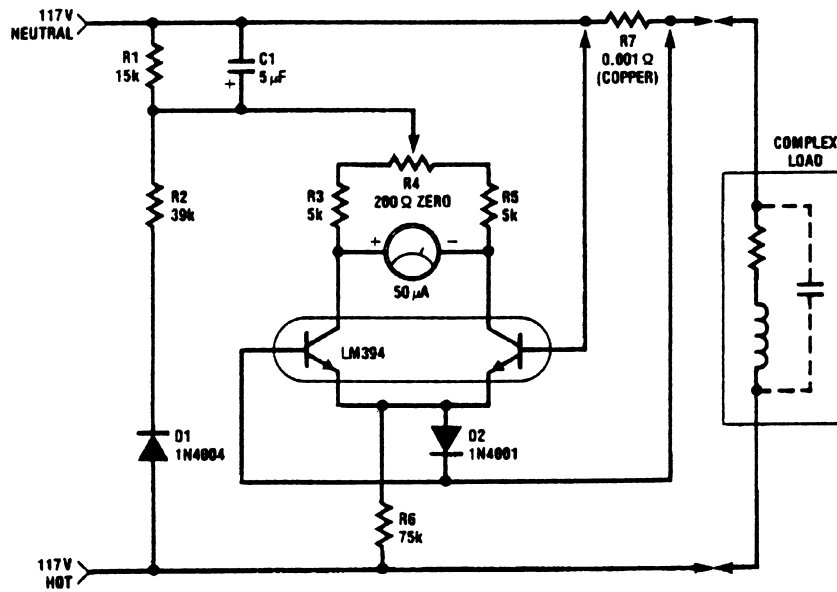 117V
NEUTRAL
R1
15k
C1
5 µF
+
R7
0.001 Ω
(COPPER)
COMPLEX
LOAD
R2
39k
R3
5k
R4
200 Ω ZERO
R5
5k
+
−
50 µA
LM394
D1
1N4004
D2
1N4001
R6
75k
117V
HOT